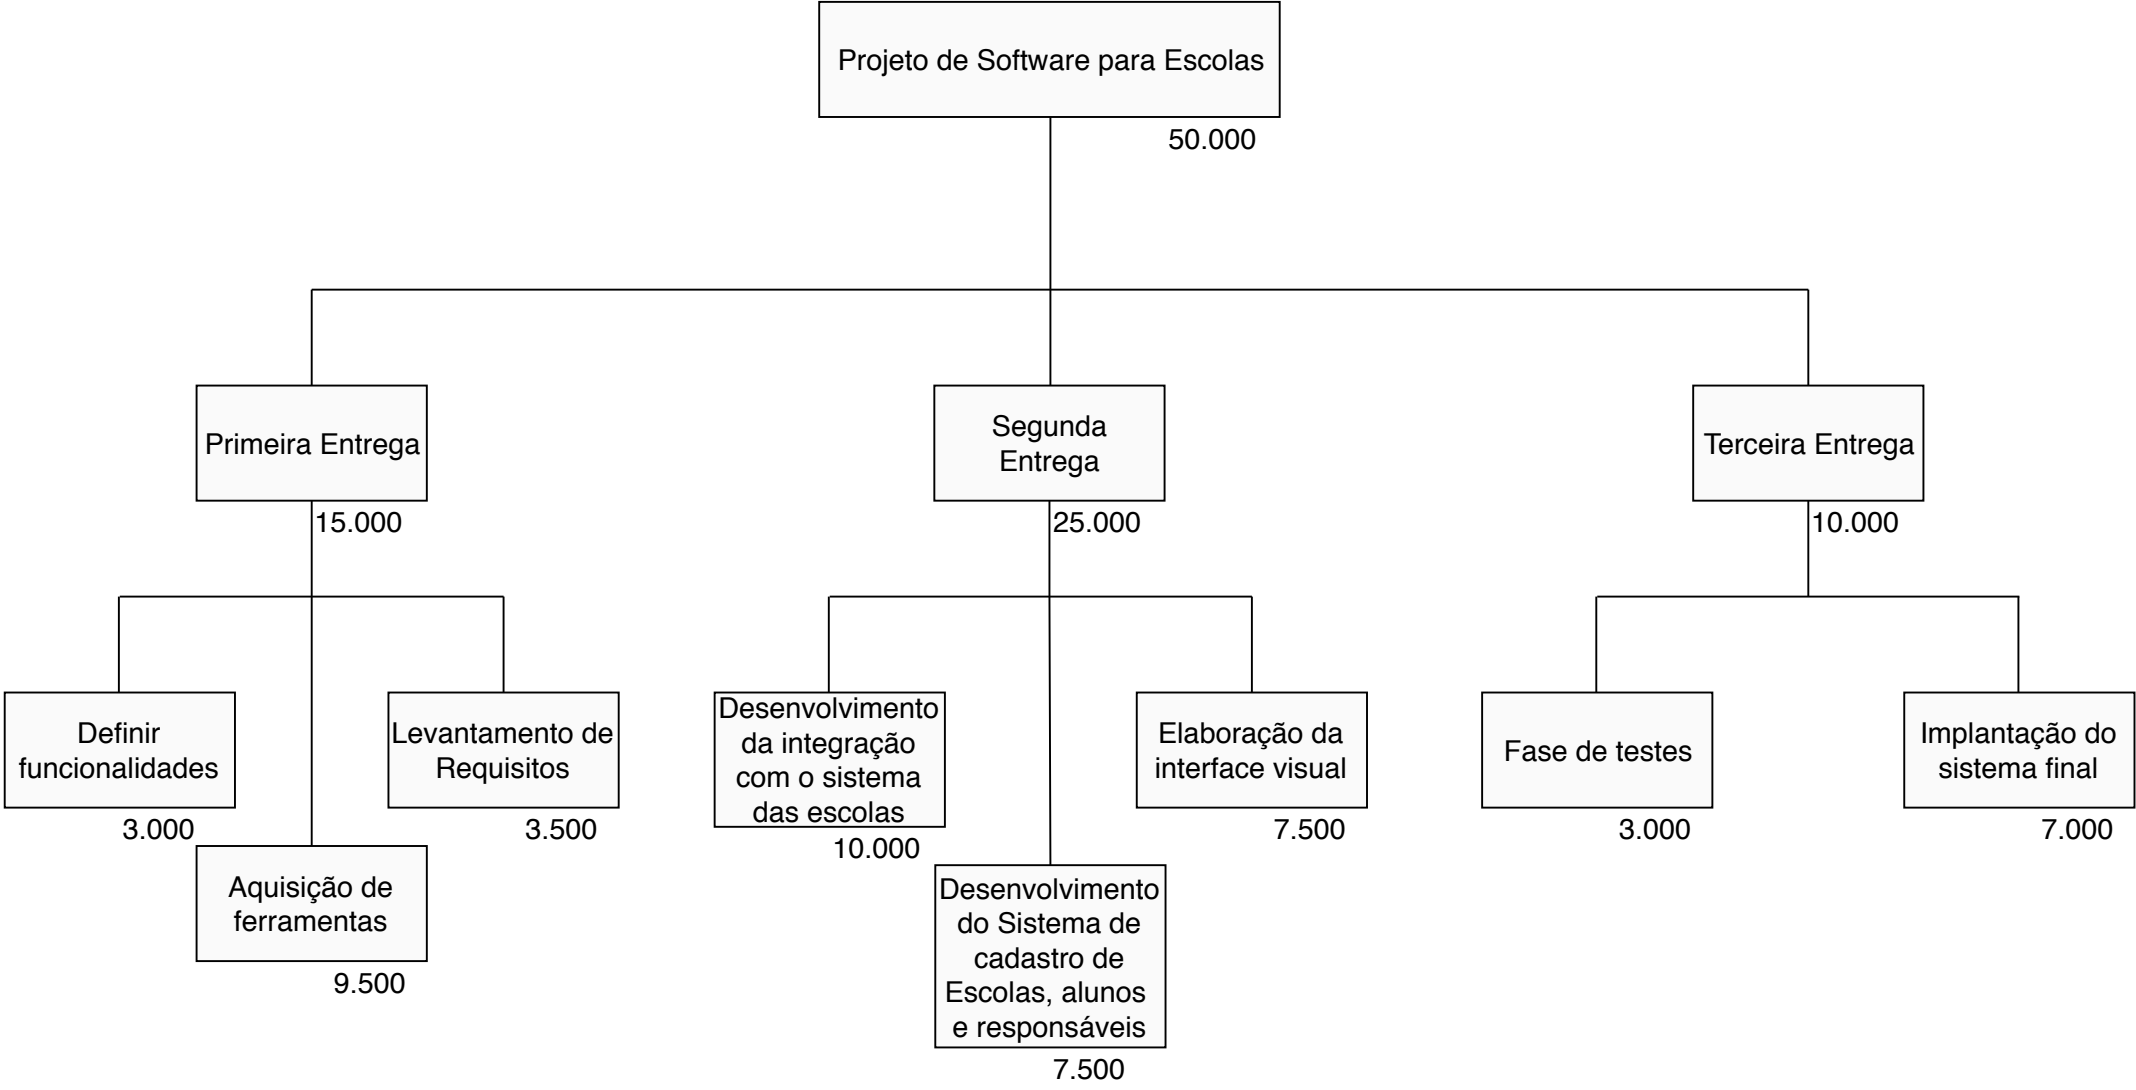 Projeto de Software para Escolas
50.000
Primeira Entrega
15.000
Segunda
Entrega
25.000
Terceira Entrega
10.000
Definir
funcionalidades
3.000
Aquisição de
ferramentas
9.500
Levantamento de
Requisitos
3.500
Desenvolvimento
da integração
com o sistema
das escolas
10.000
Desenvolvimento
do Sistema de
cadastro de
Escolas, alunos
e responsáveis
7.500
Elaboração da
interface visual
7.500
Fase de testes
3.000
Implantação do
sistema final
7.000